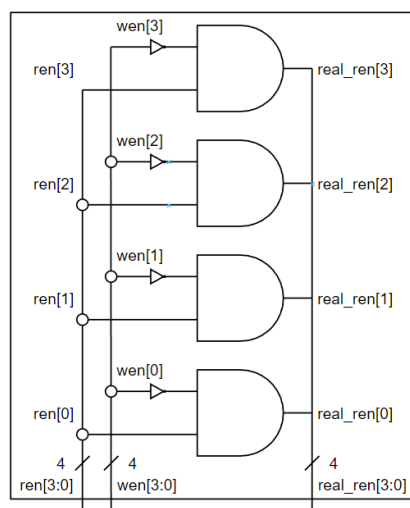 wen[3]
ren[3] real_ren[3]
wen[2]
ren[2] real_ren[2]
wen[1]
ren[1] real_ren[1]
wen[0]
ren[0] real_ren[0]
4 4 4
ren[3:0] wen[3:0] real_ren[3:0]